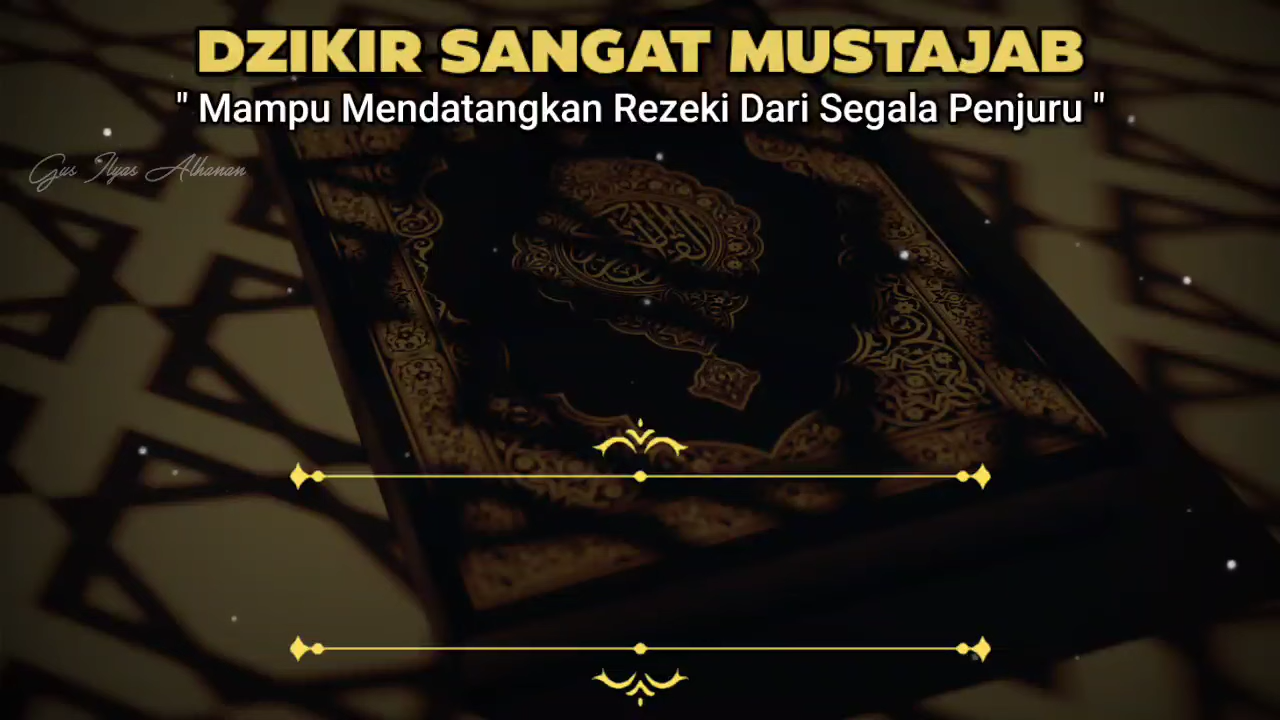 DZIKIR SANGAT MUSTAJAB
" Mampu Mendatangkan Rezeki Dari Segala Penjuru "
Gus Ilyas Alhanan